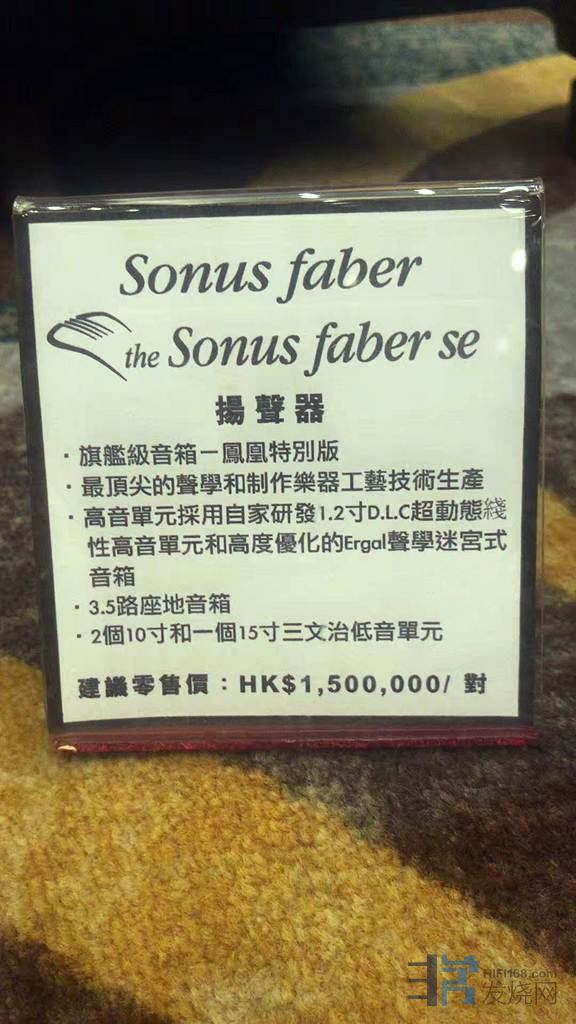 Sonus faber
the Sonus faber se
揚聲器
·旗艦級音箱－鳳凰特別版
·最頂尖的聲學和制作樂器工藝技術生產
·高音單元採用自家研發1.2寸D.L.C超動態綫
性高音單元和高度優化的Ergal聲學迷宮式
音箱
·3.5路座地音箱
·2個10寸和一個15寸三文治低音單元
建議零售價：HK$1,500,000/ 對
HIFI168.com
发烧网